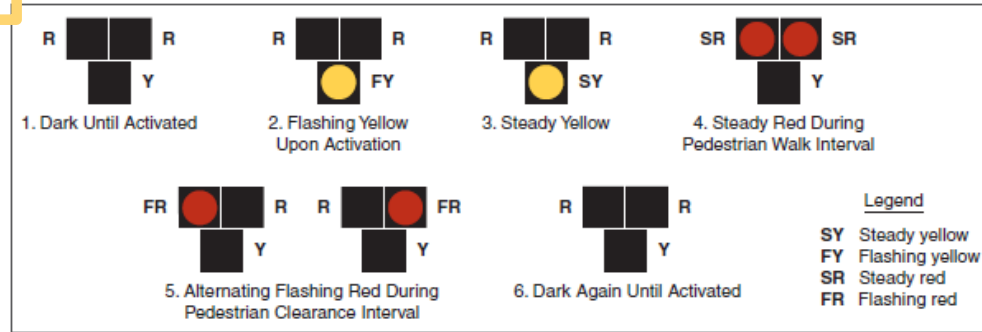 R R
Y
1. Dark Until Activated
R R
FY
2. Flashing Yellow
Upon Activation
R R
SY
3. Steady Yellow
SR SR
Y
4. Steady Red During
Pedestrian Walk Interval
FR R R FR
Y Y
5. Alternating Flashing Red During
Pedestrian Clearance Interval
R R
Y
6. Dark Again Until Activated
Legend
SY Steady yellow
FY Flashing yellow
SR Steady red
FR Flashing red